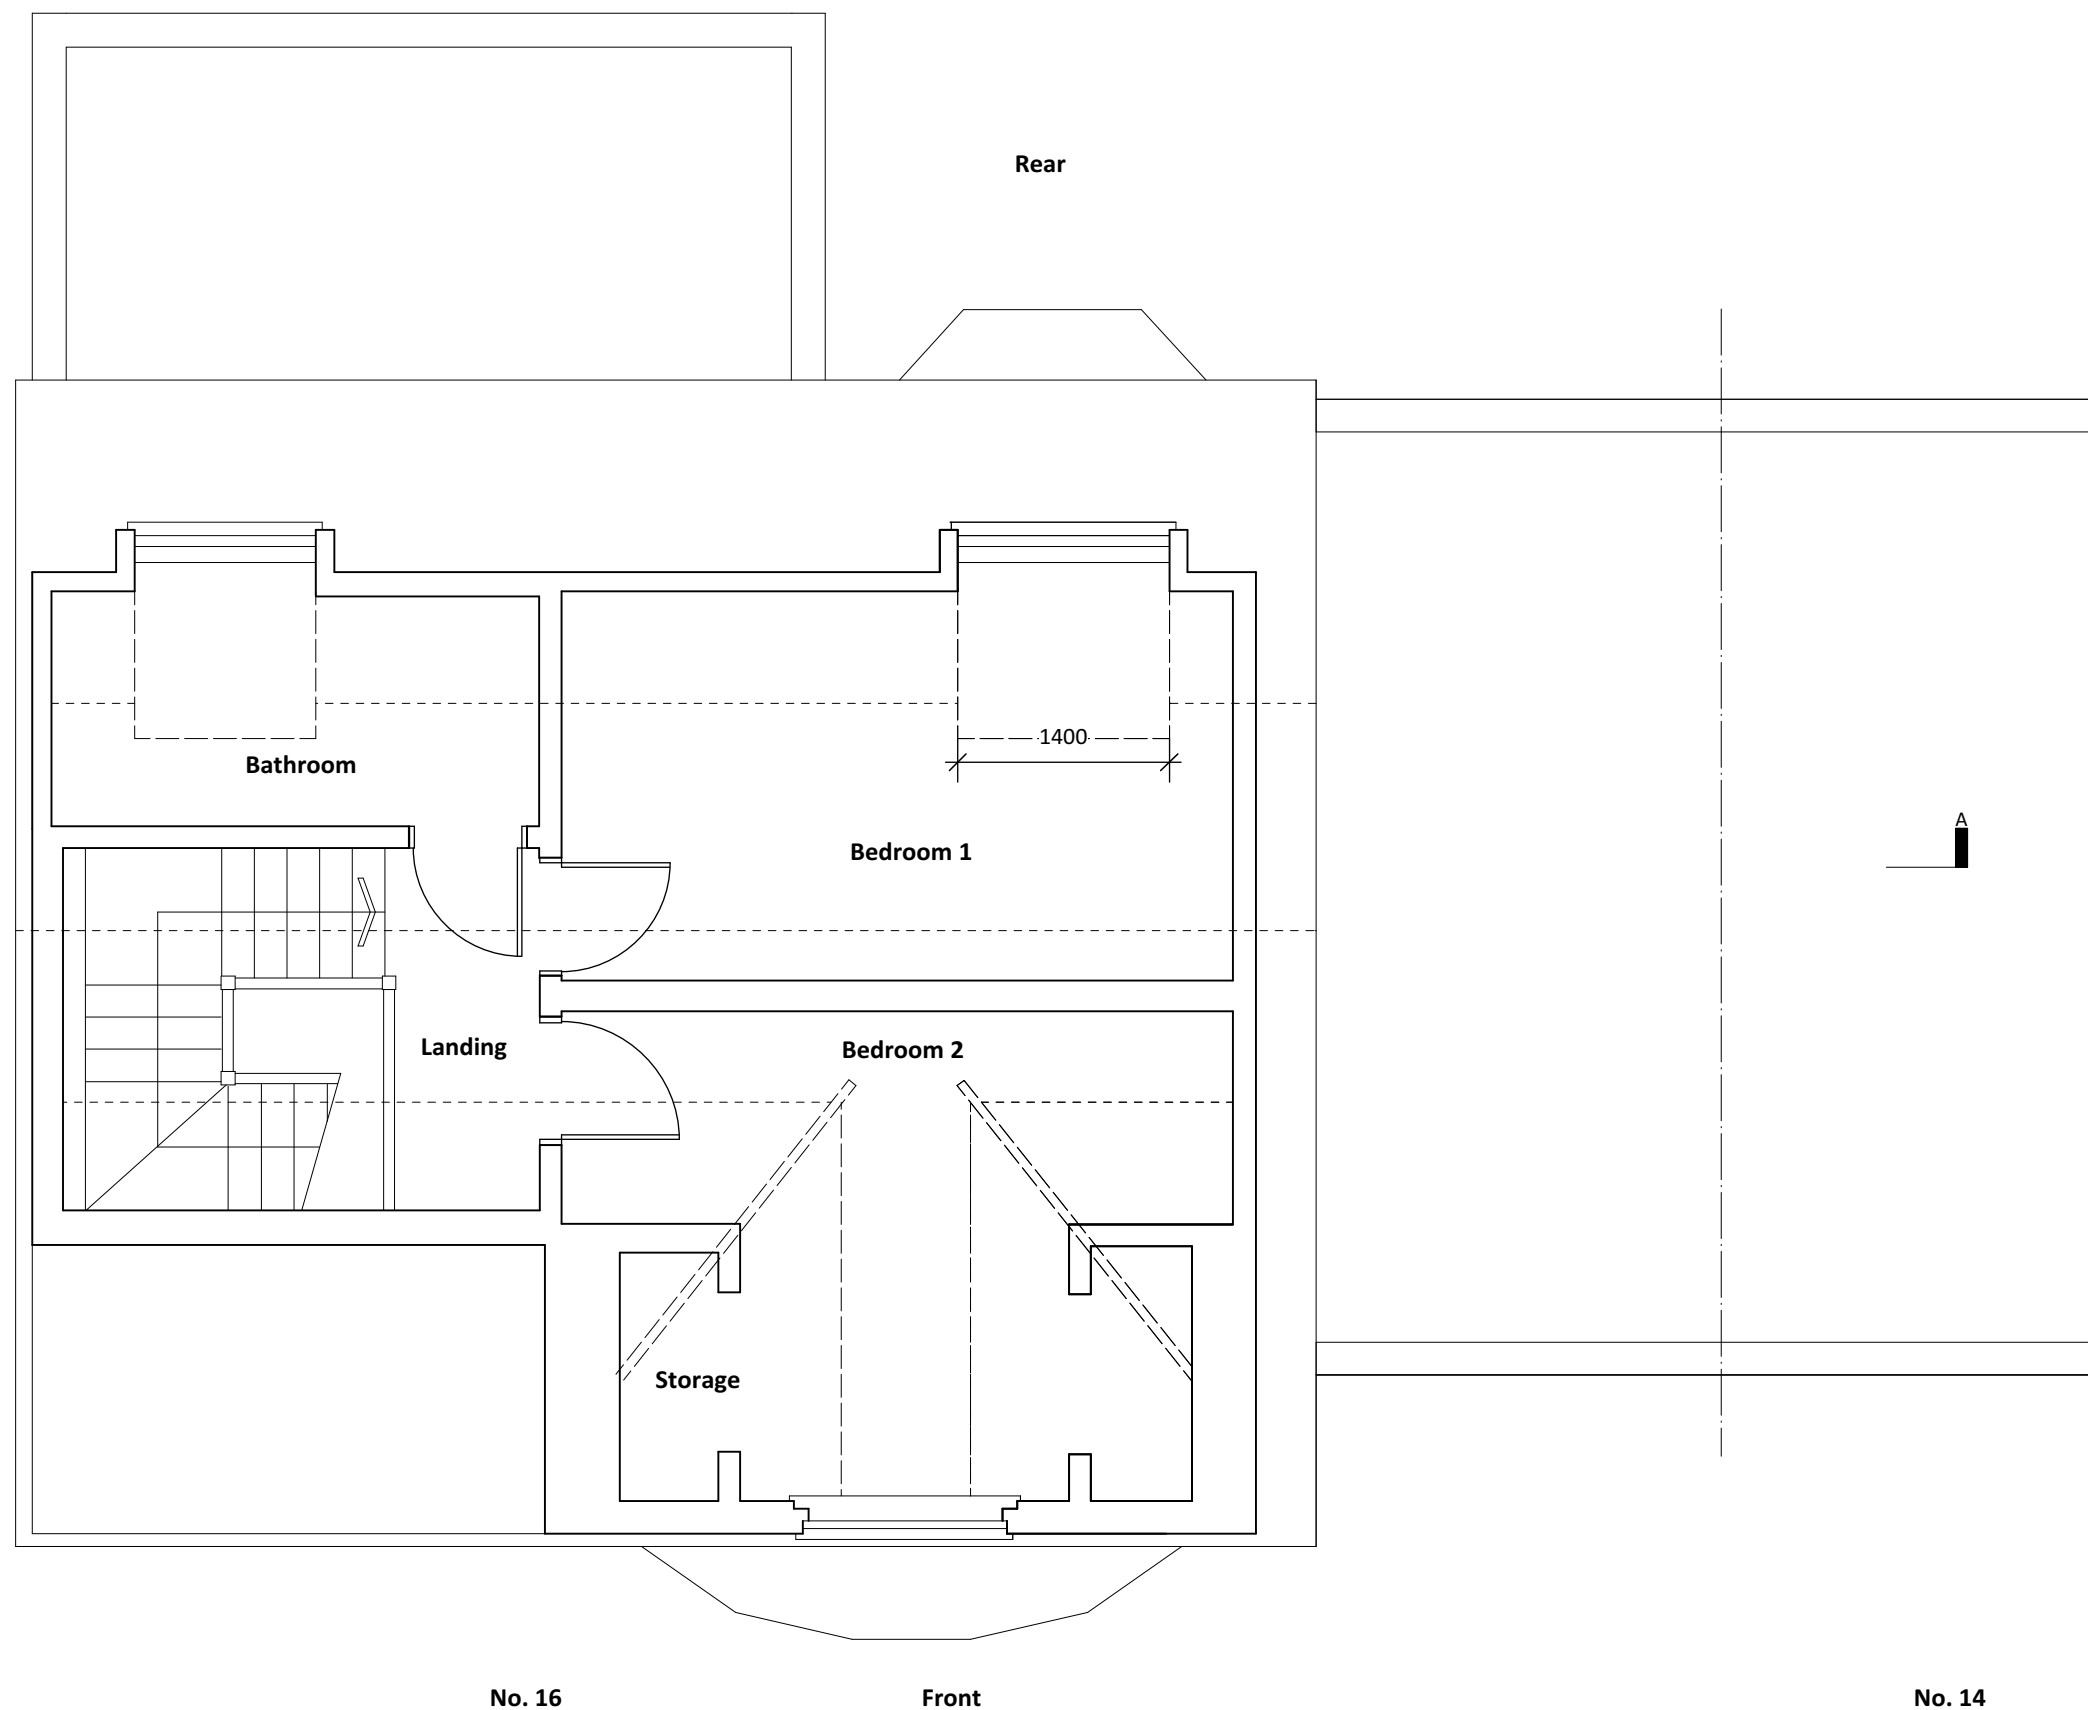 Rear
1400
Bathroom
A
Bedroom 1
Landing
Bedroom 2
Storage
No. 16
Front
No. 14